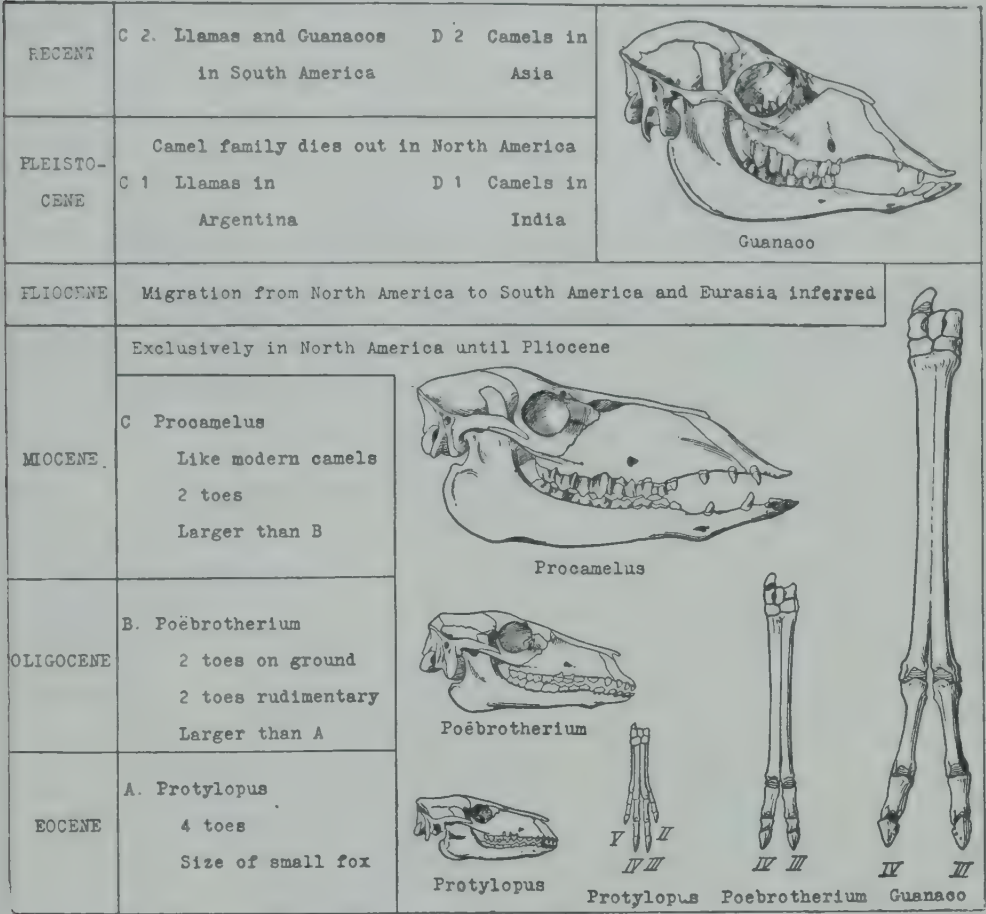 RECENT
C 2. Llamas and Guanacos
in South America
D 2 Camels in
Asia
Guanaco
PLEISTO-
CENE
Camel family dies out in North America
C 1 Llamas in
Argentina
D 1 Camels in
India
PLIOCENE
Migration from North America to South America and Eurasia inferred
Exclusively in North America until Pliocene
MIOCENE
C Procamelus
Like modern camels
2 toes
Larger than B
Procamelus
OLIGOCENE
B. Poëbrotherium
2 toes on ground
2 toes rudimentary
Larger than A
Poëbrotherium
EOCENE
A. Protylopus
4 toes
Size of small fox
Protylopus
V II
IV III
Protylopus
IV III
Poebrotherium
IV III
Guanaco